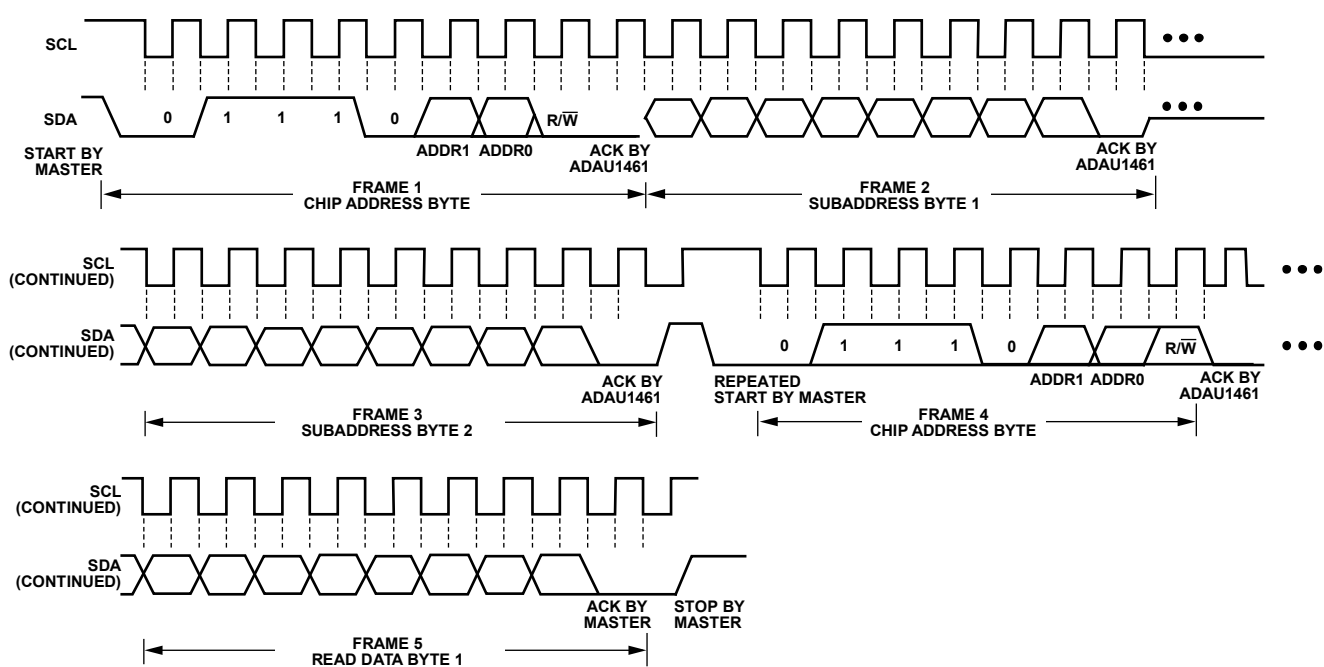 SCL
SDA
0 1 1 1 0 R/W̅
START BY
MASTER
ADDR1 ADDR0
ACK BY
ADAU1461
ACK BY
ADAU1461
FRAME 1
CHIP ADDRESS BYTE
FRAME 2
SUBADDRESS BYTE 1
SCL
(CONTINUED)
SDA
(CONTINUED)
0 1 1 1 0 R/W̅
ACK BY
ADAU1461
REPEATED
START BY MASTER
ADDR1 ADDR0
ACK BY
ADAU1461
FRAME 3
SUBADDRESS BYTE 2
FRAME 4
CHIP ADDRESS BYTE
SCL
(CONTINUED)
SDA
(CONTINUED)
ACK BY
MASTER
STOP BY
MASTER
FRAME 5
READ DATA BYTE 1